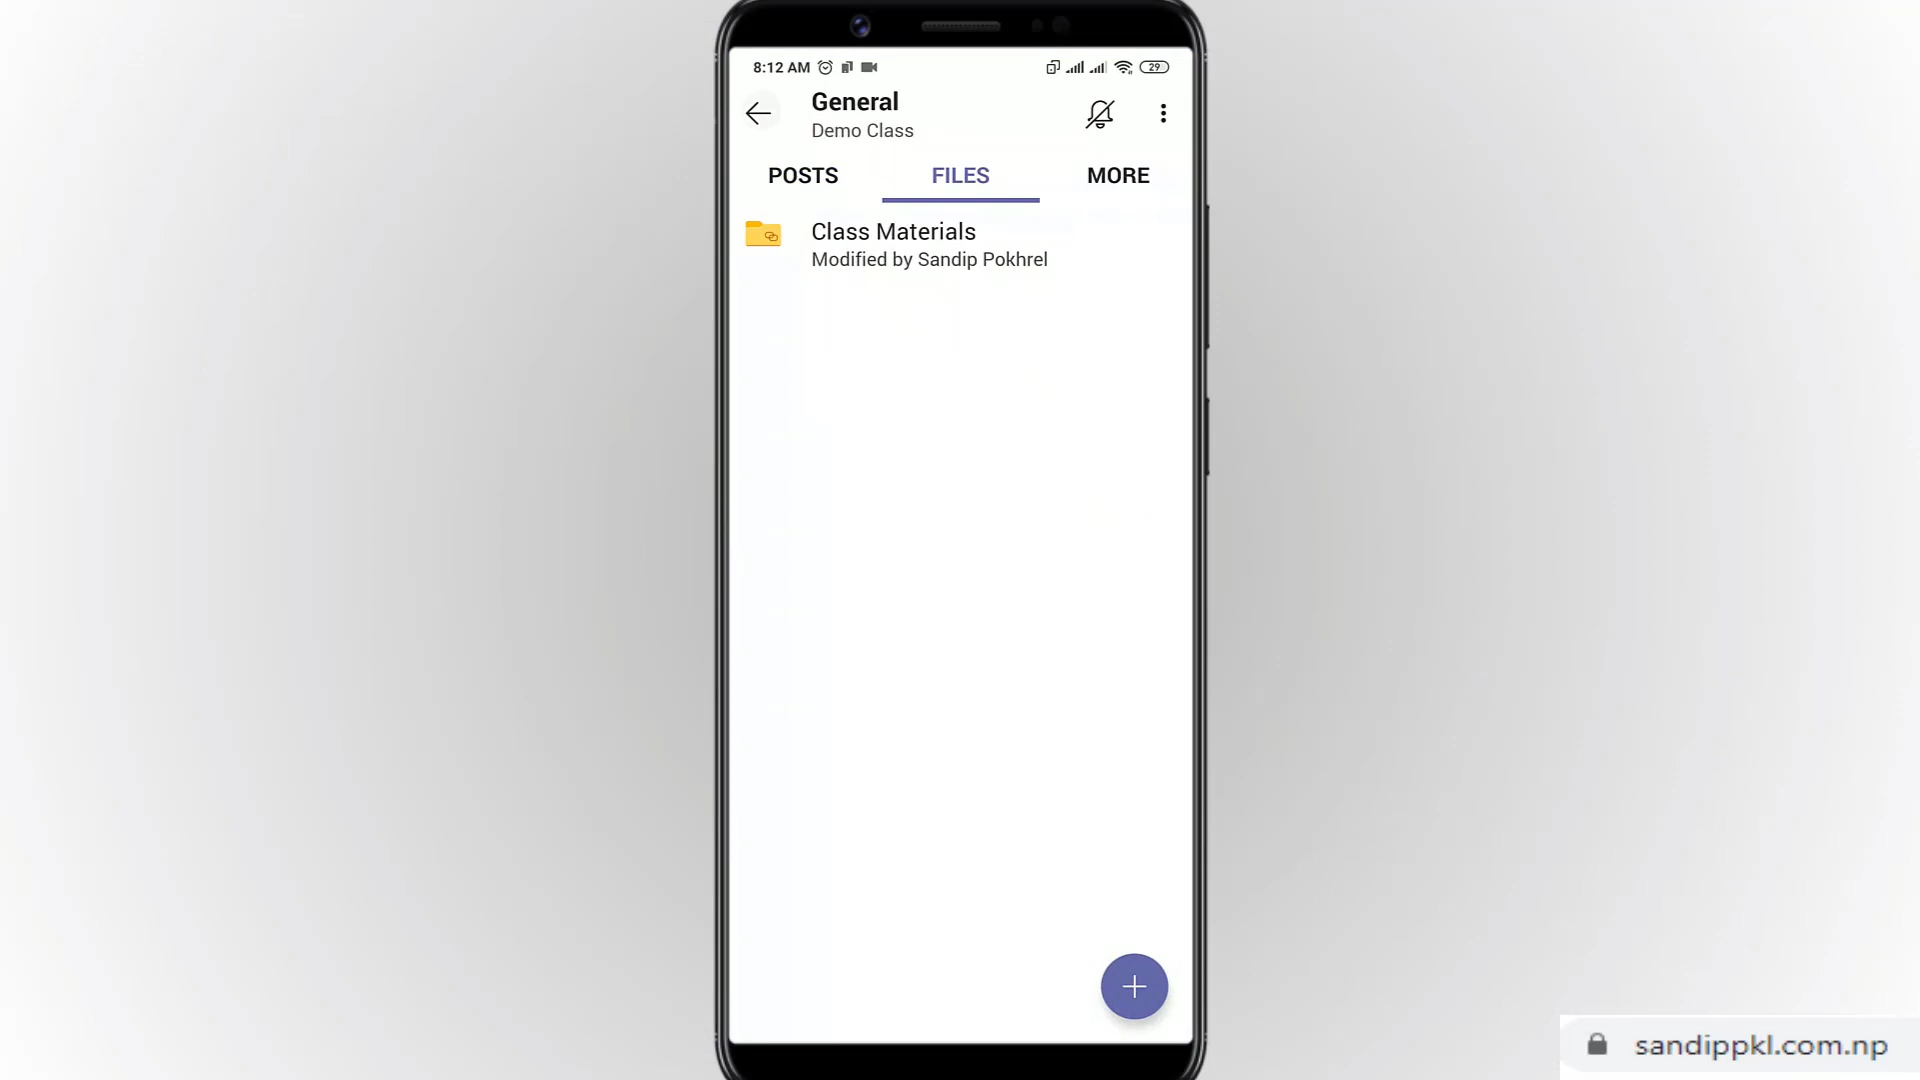 8:12 AM 29
General
Demo Class
POSTS FILES MORE
Class Materials
Modified by Sandip Pokhrel
sandippkl.com.np